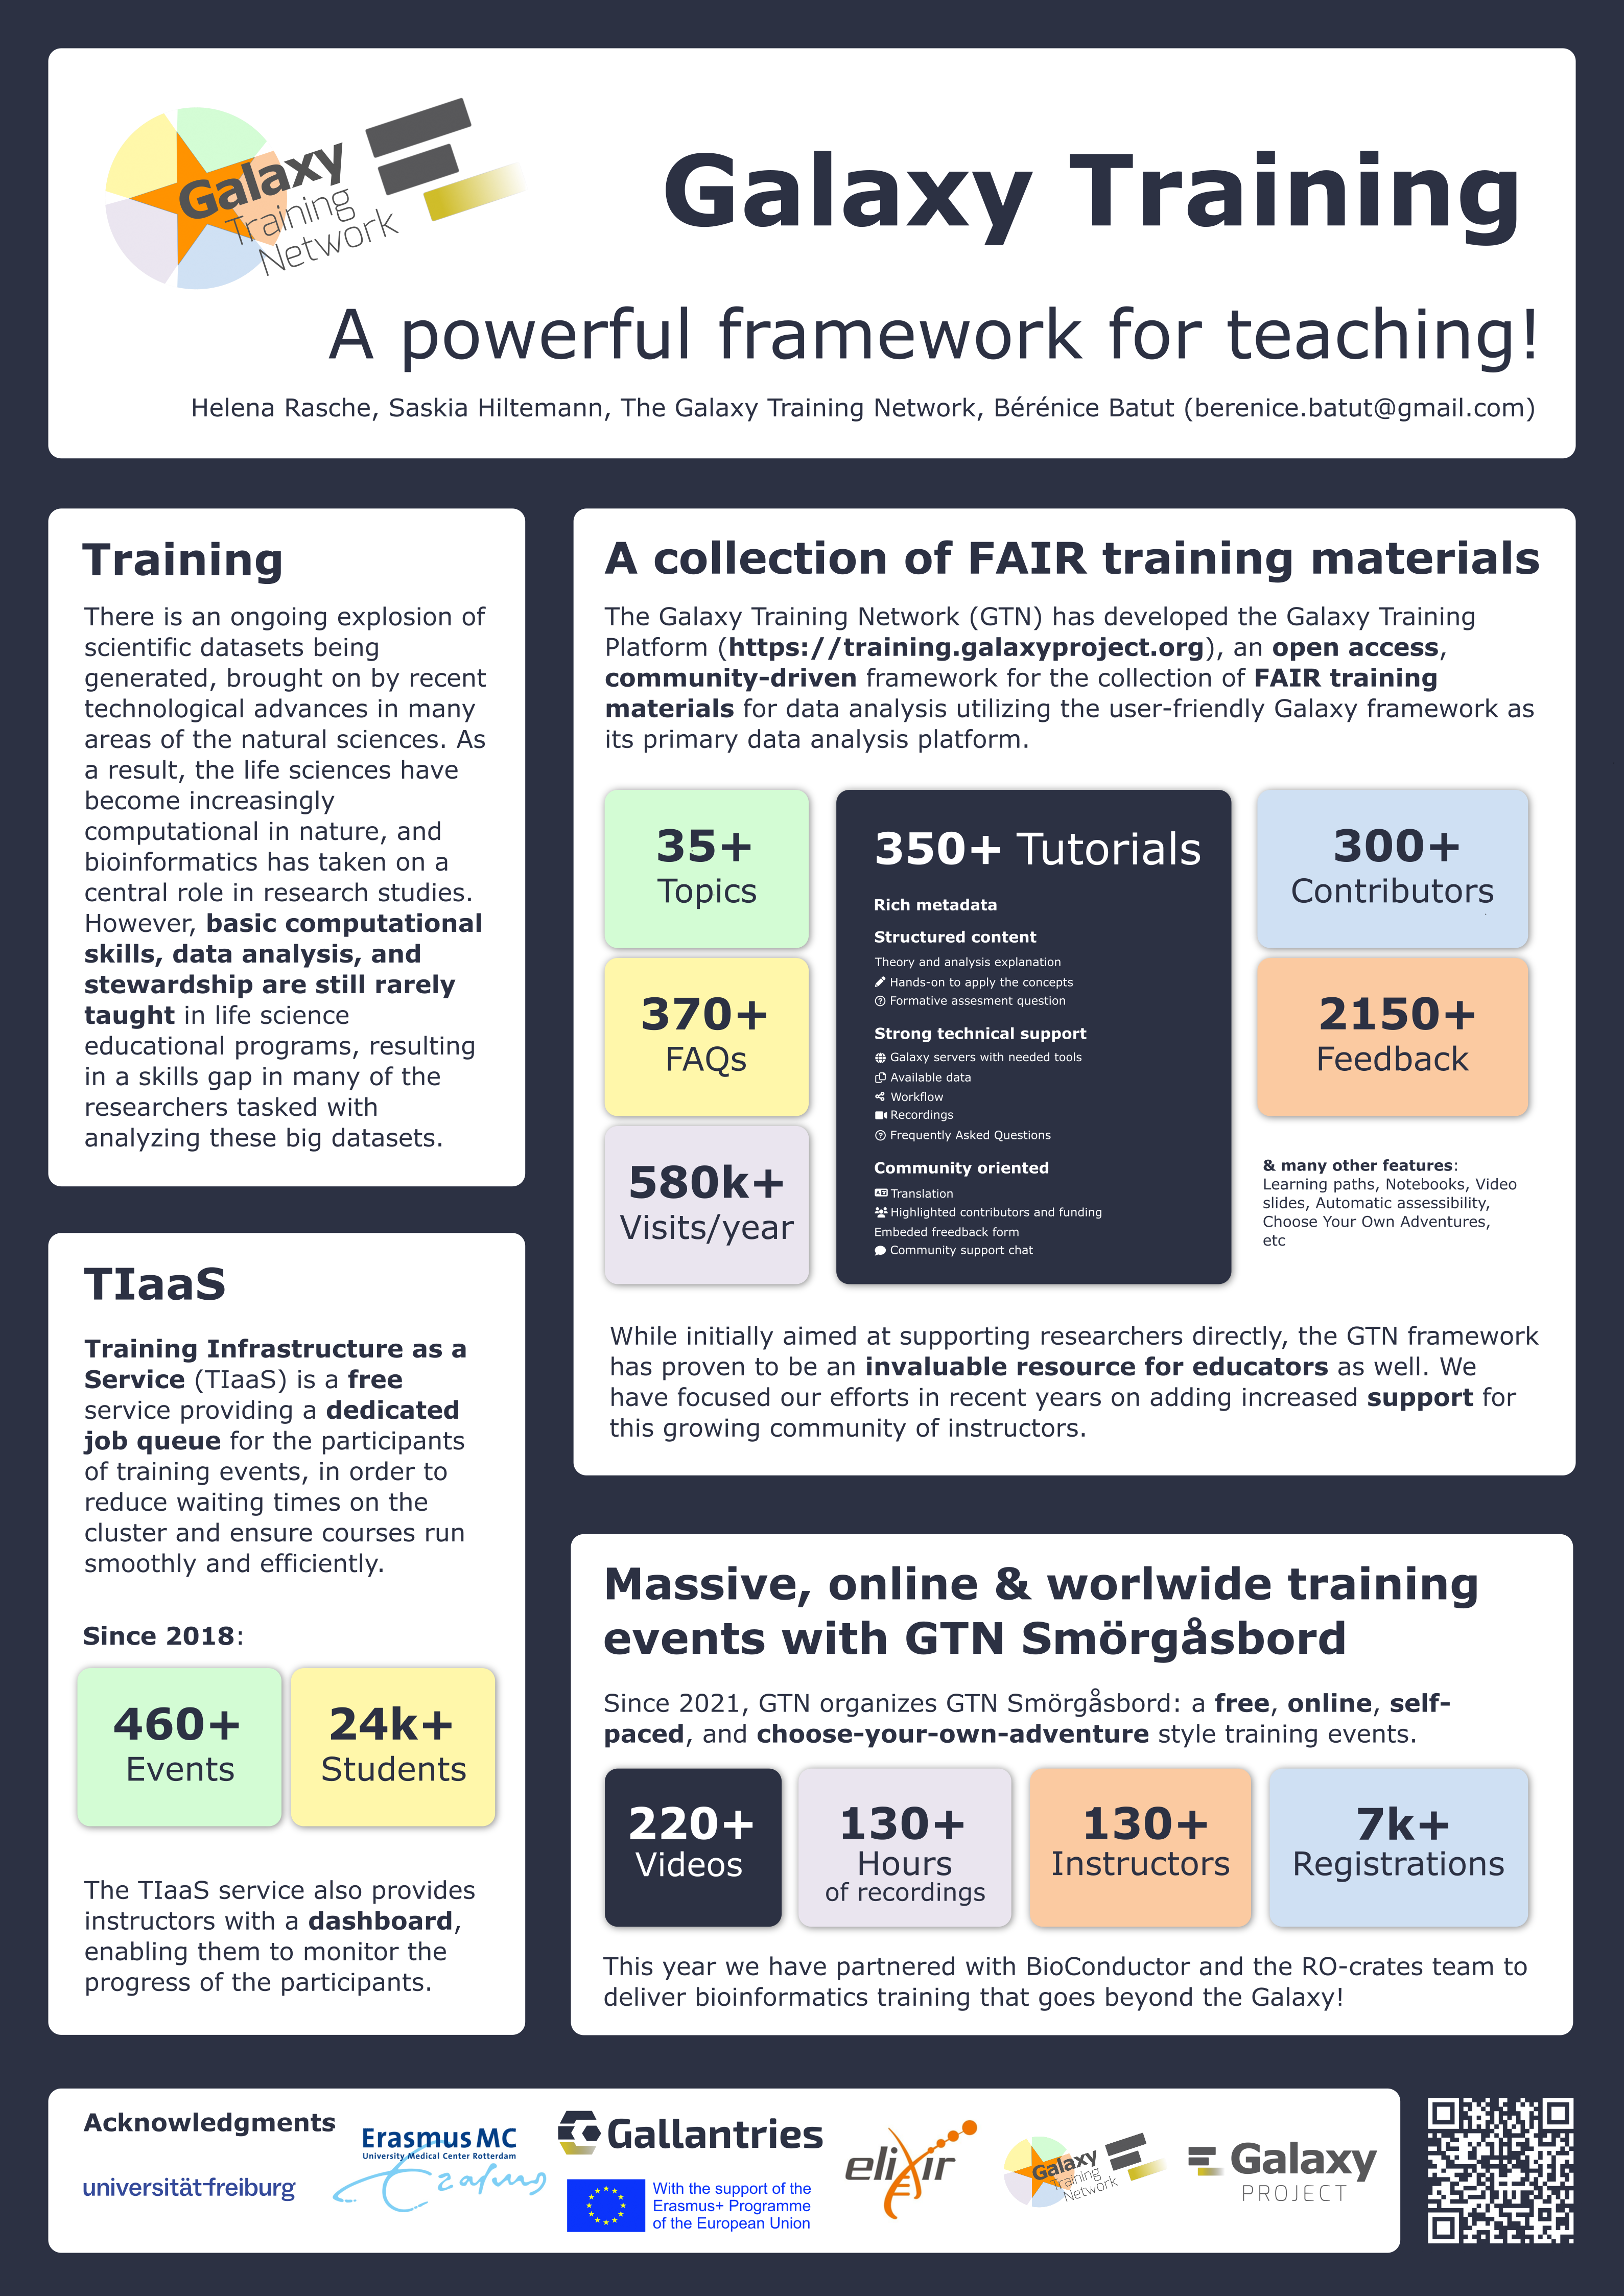 Galaxy
Training
Network
Galaxy Training
A powerful framework for teaching!
Helena Rasche, Saskia Hiltemann, The Galaxy Training Network, Bérénice Batut (berenice.batut@gmail.com)
Training
There is an ongoing explosion of
scientific datasets being
generated, brought on by recent
technological advances in many
areas of the natural sciences. As
a result, the life sciences have
become increasingly
computational in nature, and
bioinformatics has taken on a
central role in research studies.
However, basic computational
skills, data analysis, and
stewardship are still rarely
taught in life science
educational programs, resulting
in a skills gap in many of the
researchers tasked with
analyzing these big datasets.
TIaaS
Training Infrastructure as a
Service (TIaaS) is a free
service providing a dedicated
job queue for the participants
of training events, in order to
reduce waiting times on the
cluster and ensure courses run
smoothly and efficiently.
Since 2018:
460+
Events
24k+
Students
The TIaaS service also provides
instructors with a dashboard,
enabling them to monitor the
progress of the participants.
A collection of FAIR training materials
The Galaxy Training Network (GTN) has developed the Galaxy Training
Platform (https://training.galaxyproject.org), an open access,
community-driven framework for the collection of FAIR training
materials for data analysis utilizing the user-friendly Galaxy framework as
its primary data analysis platform.
35+
Topics
370+
FAQs
580k+
Visits/year
350+ Tutorials
Rich metadata
Structured content
Theory and analysis explanation
Hands-on to apply the concepts
Formative assesment question
Strong technical support
Galaxy servers with needed tools
Available data
Workflow
Recordings
Frequently Asked Questions
Community oriented
Translation
Highlighted contributors and funding
Embeded freedback form
Community support chat
300+
Contributors
2150+
Feedback
& many other features:
Learning paths, Notebooks, Video
slides, Automatic assessibility,
Choose Your Own Adventures,
etc
While initially aimed at supporting researchers directly, the GTN framework
has proven to be an invaluable resource for educators as well. We
have focused our efforts in recent years on adding increased support for
this growing community of instructors.
Massive, online & worlwide training
events with GTN Smörgåsbord
Since 2021, GTN organizes GTN Smörgåsbord: a free, online, self-
paced, and choose-your-own-adventure style training events.
220+
Videos
130+
Hours
of recordings
130+
Instructors
7k+
Registrations
This year we have partnered with BioConductor and the RO-crates team to
deliver bioinformatics training that goes beyond the Galaxy!
Acknowledgments
universitätfreiburg
Erasmus MC
University Medical Center Rotterdam
Erasmus
Gallantries
With the support of the
Erasmus+ Programme
of the European Union
elixir
Galaxy
Training
Network
Galaxy
PROJECT